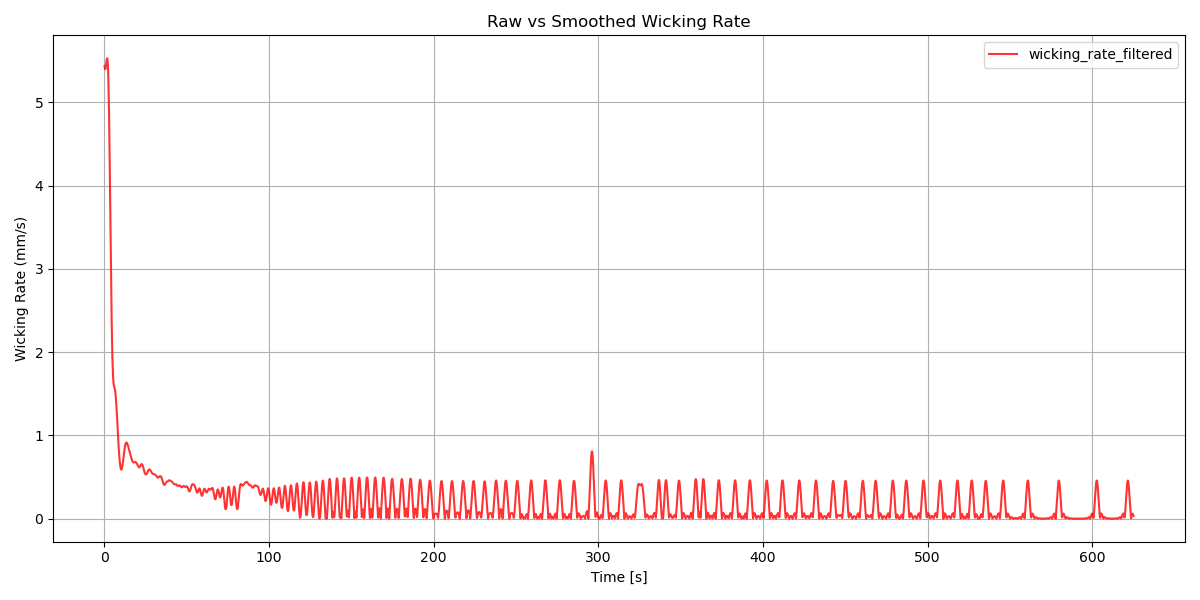 Raw vs Smoothed Wicking Rate
wicking_rate_filtered
Wicking Rate (mm/s)
5
4
3
2
1
0
0 100 200 300 400 500 600
Time [s]